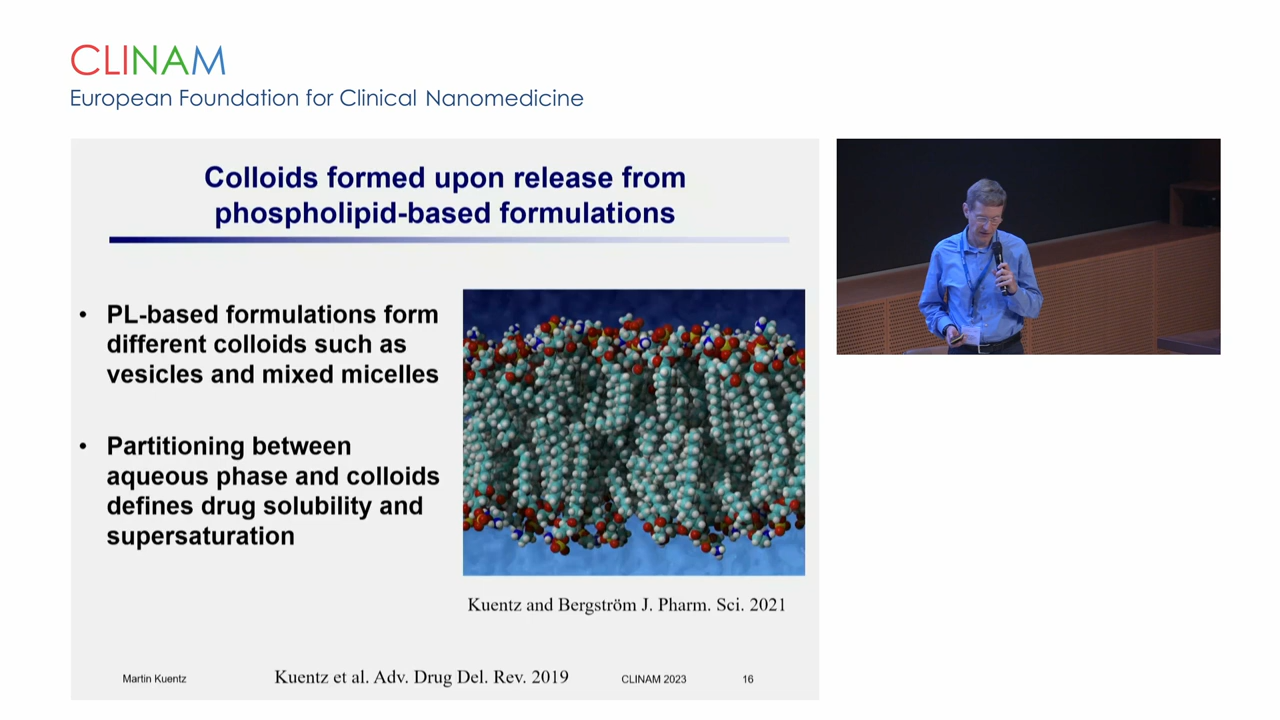 CLINAM
European Foundation for Clinical Nanomedicine
Colloids formed upon release from
phospholipid-based formulations
• PL-based formulations form
different colloids such as
vesicles and mixed micelles
• Partitioning between
aqueous phase and colloids
defines drug solubility and
supersaturation
Kuentz and Bergström J. Pharm. Sci. 2021
Martin Kuentz Kuentz et al. Adv. Drug Del. Rev. 2019 CLINAM 2023 16